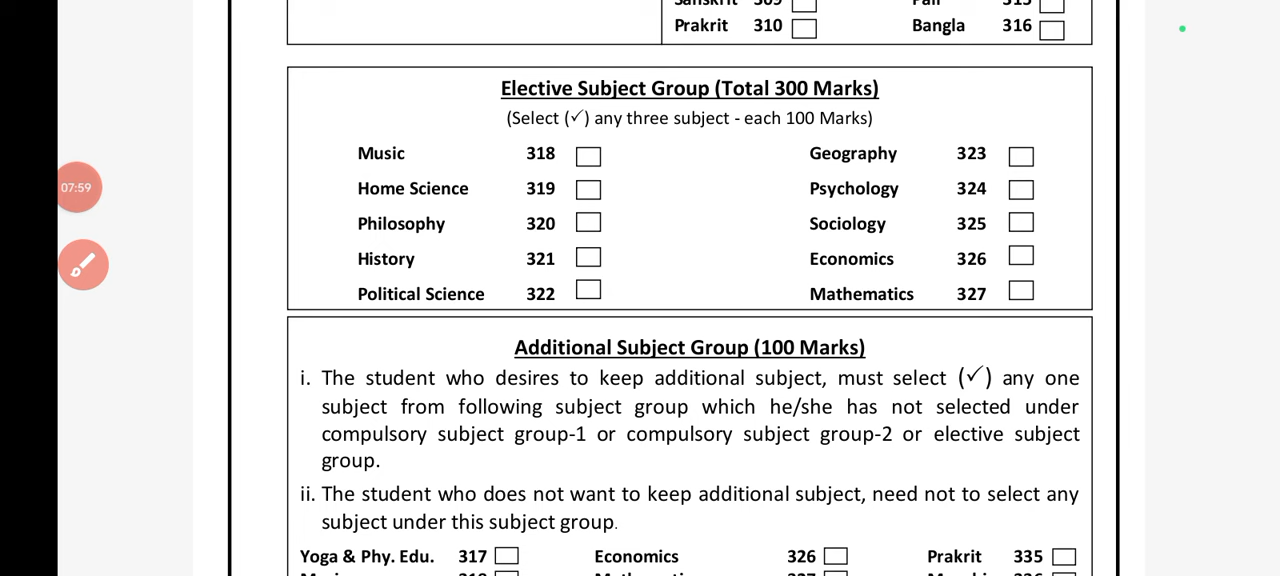 Sanskrit 309 Pali 315
Prakrit 310 Bangla 316
Elective Subject Group (Total 300 Marks)
(Select (✓) any three subject - each 100 Marks)
Music 318 Geography 323
Home Science 319 Psychology 324
Philosophy 320 Sociology 325
History 321 Economics 326
Political Science 322 Mathematics 327
07:59
Additional Subject Group (100 Marks)
i. The student who desires to keep additional subject, must select (✓) any one
subject from following subject group which he/she has not selected under
compulsory subject group-1 or compulsory subject group-2 or elective subject
group.
ii. The student who does not want to keep additional subject, need not to select any
subject under this subject group.
Yoga & Phy. Edu. 317 Economics 326 Prakrit 335